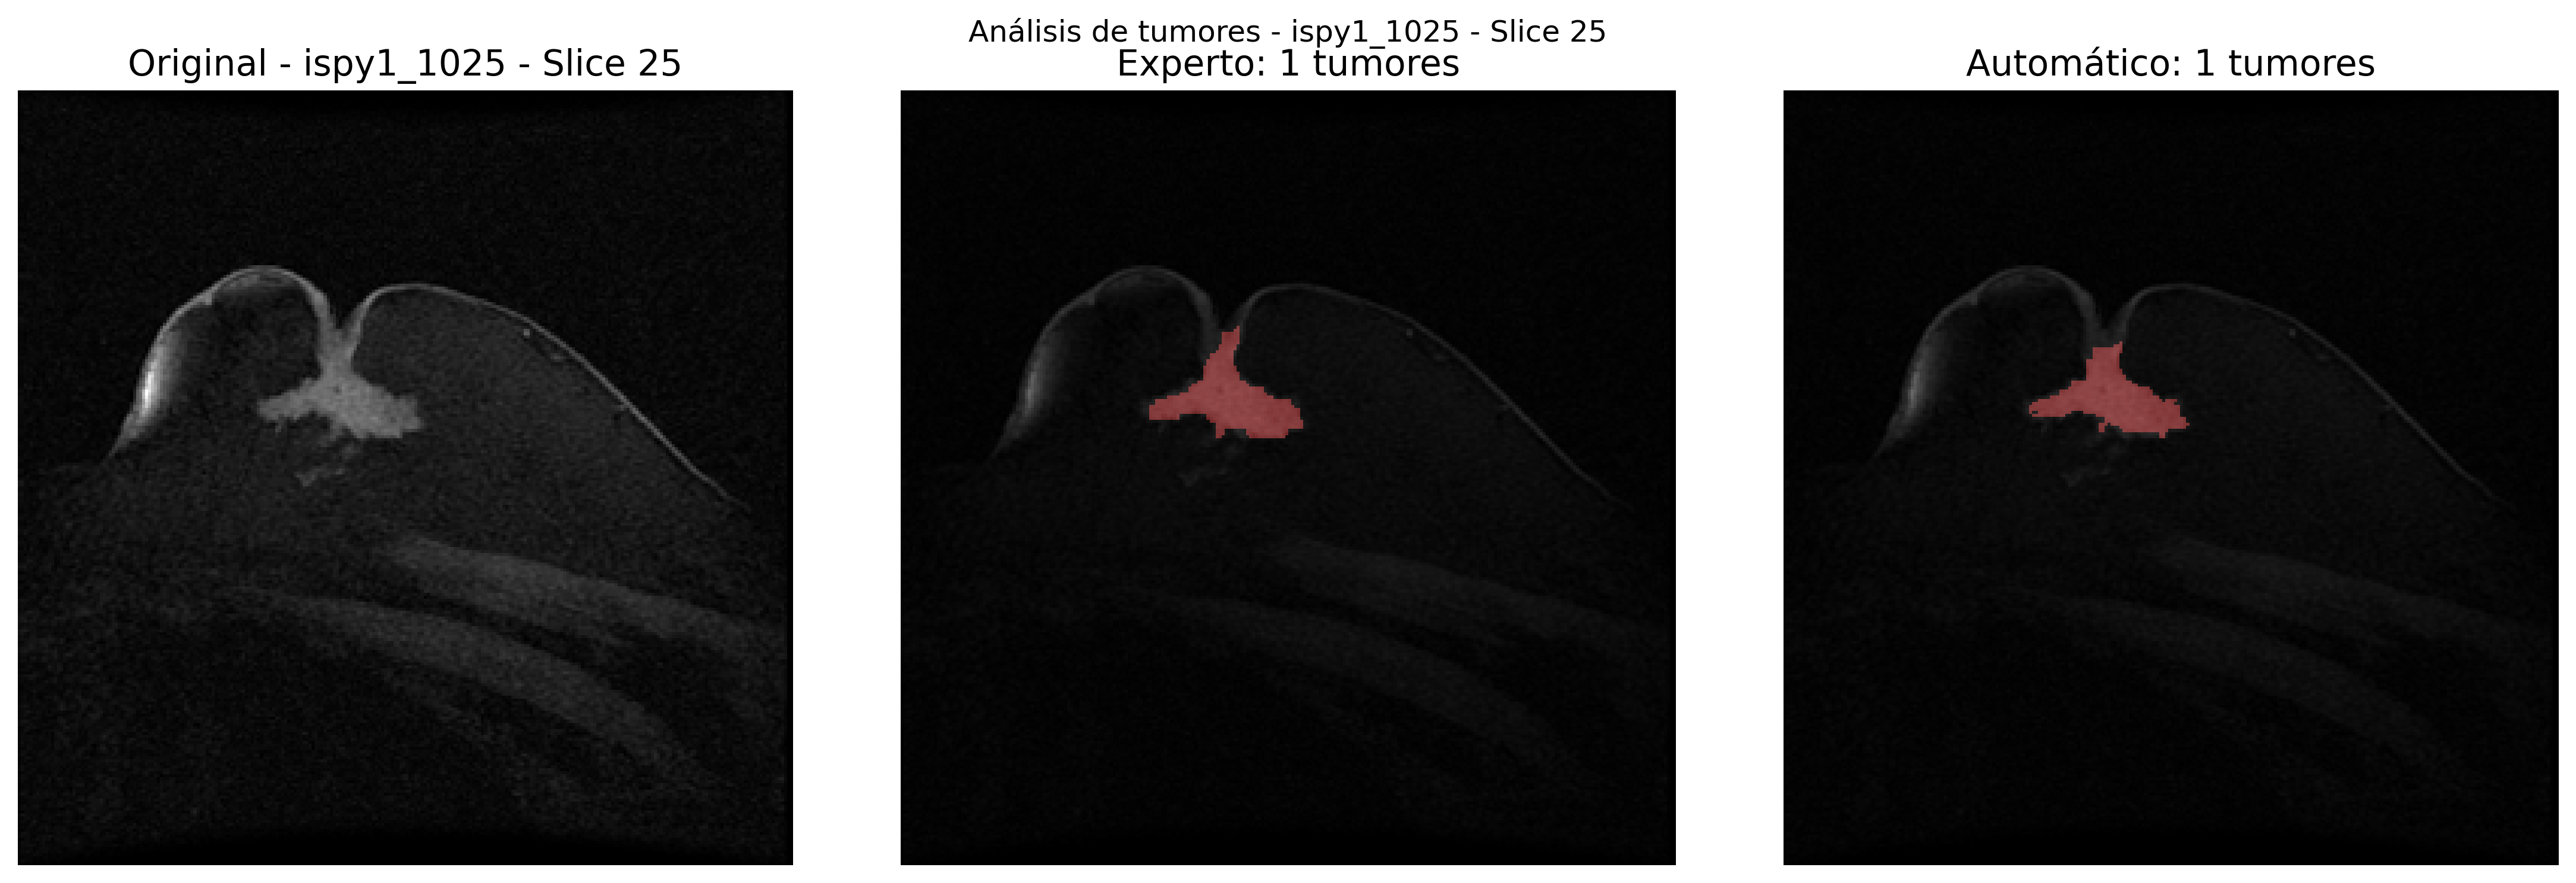 Análisis de tumores - ispy1_1025 - Slice 25
Original - ispy1_1025 - Slice 25
Experto: 1 tumores
Automático: 1 tumores